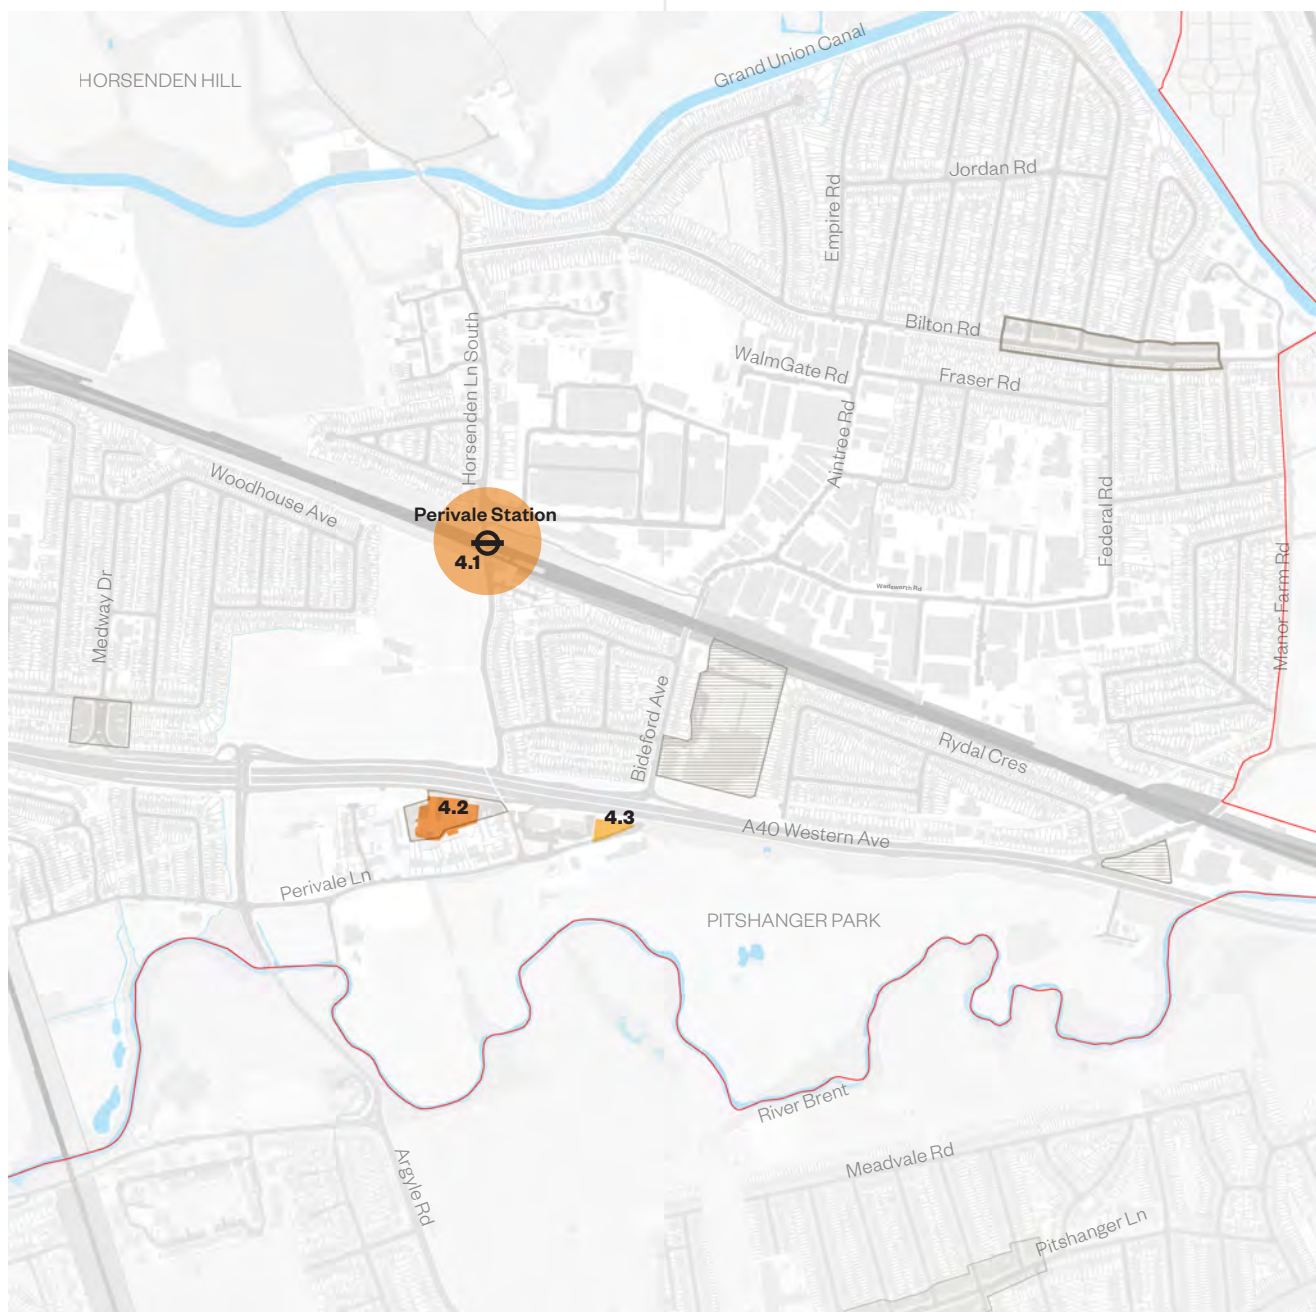 Grand Union Canal
HORSENDEN HILL
Jordan Rd
Empire Rd
Bilton Rd
Horsenden Ln South
WalmGate Rd
Fraser Rd
Aintree Rd
Woodhouse Ave
Federal Rd
Perivale Station
4.1
Manor Farm Rd
Medway Dr
Wadsworth Rd
Bideford Ave
Rydal Cres
4.2
4.3
A40 Western Ave
Perivale Ln
PITSHANGER PARK
River Brent
Meadvale Rd
Argyle Rd
Pitshanger Ln